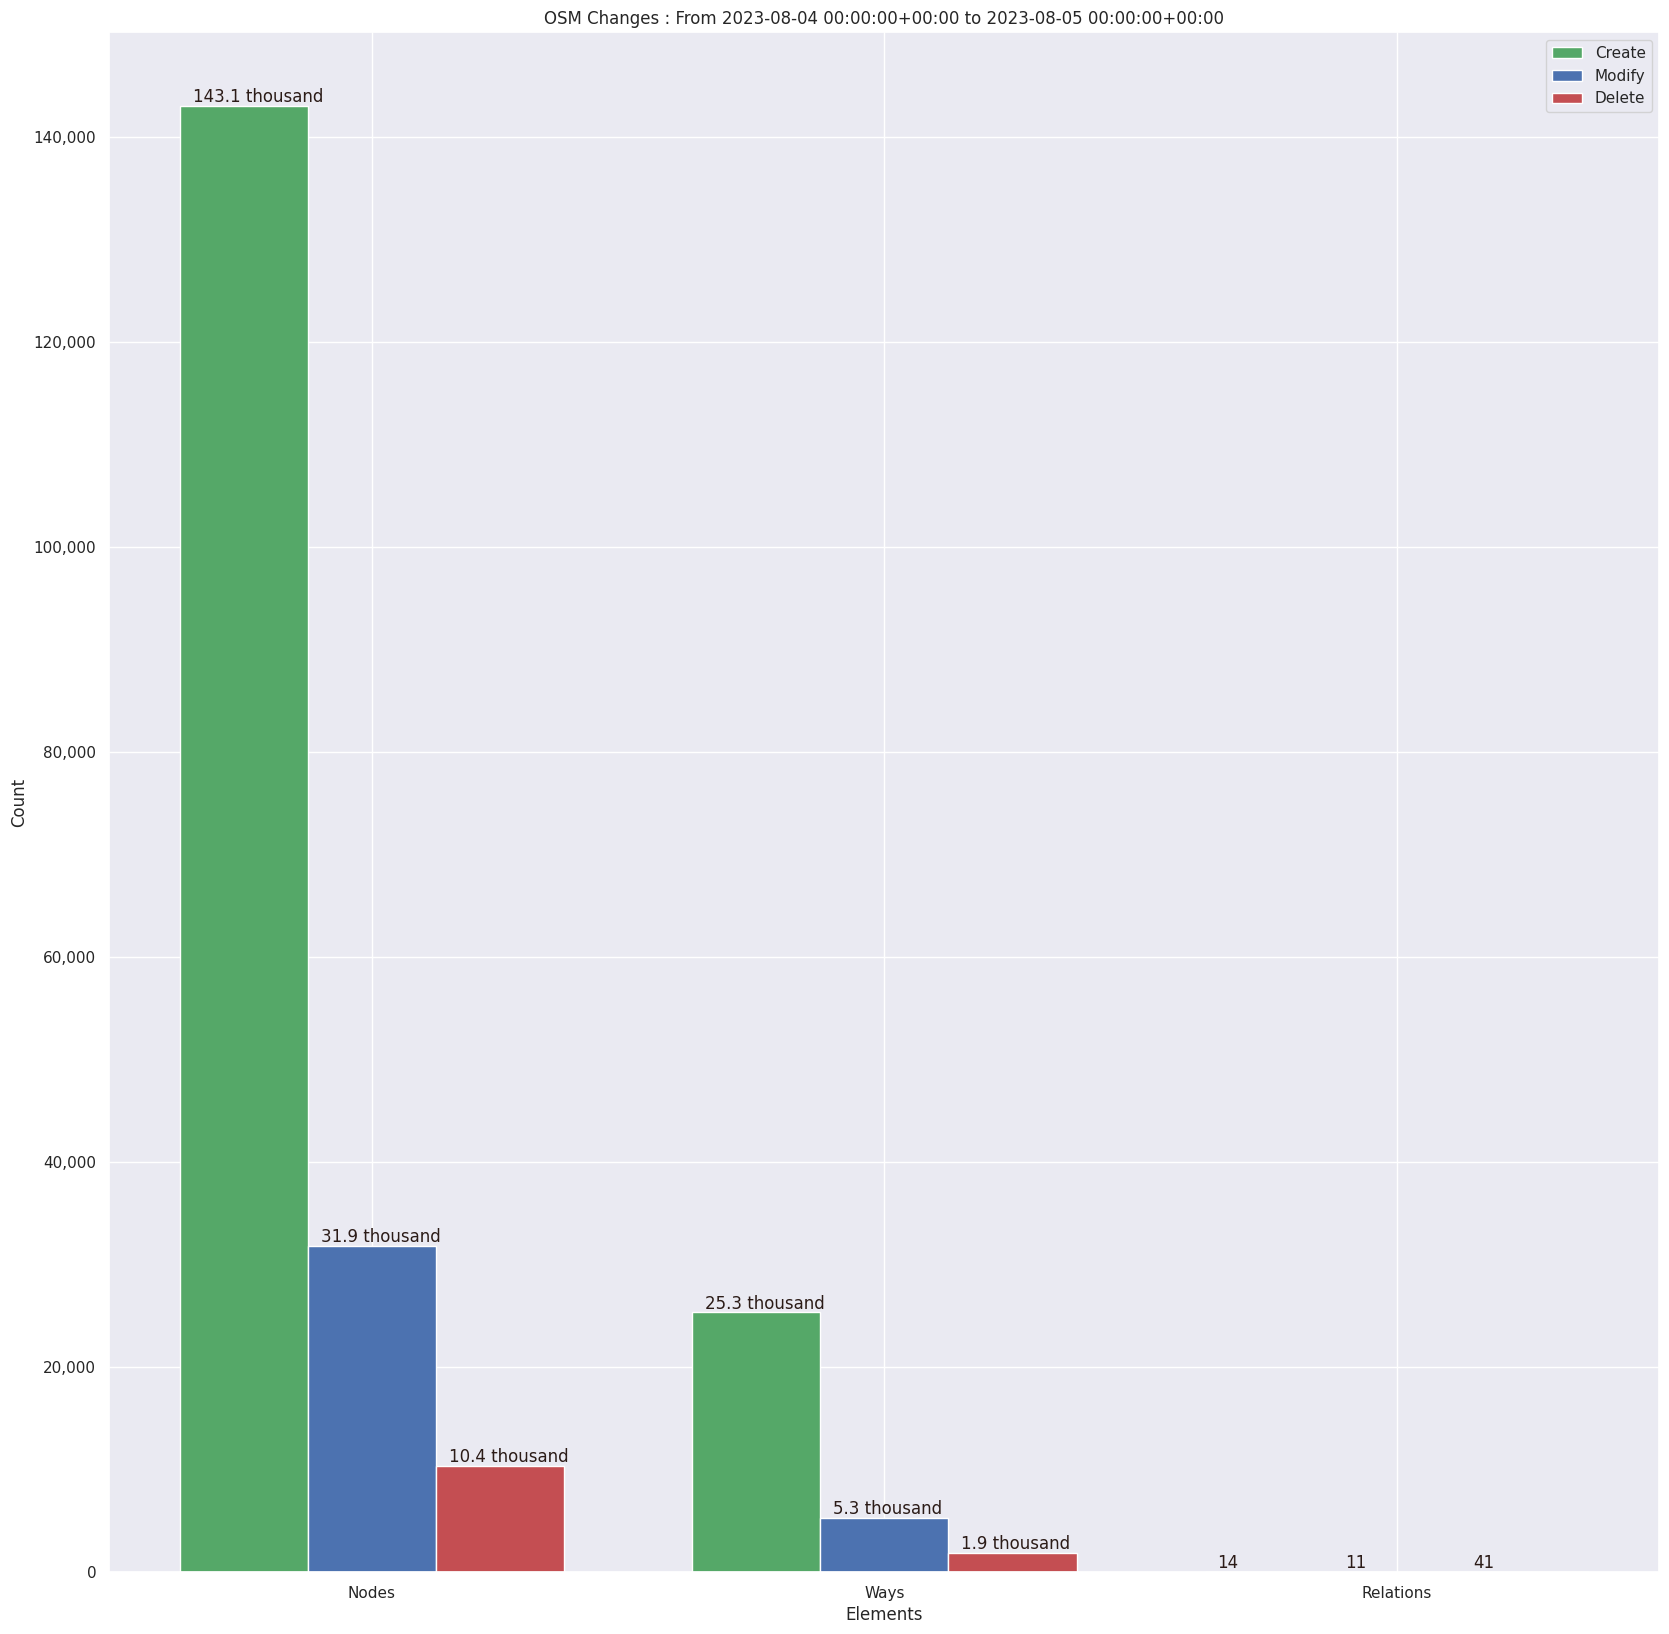 OSM Changes : From 2023-08-04 00:00:00+00:00 to 2023-08-05 00:00:00+00:00
Create
Modify
Delete
143.1 thousand
140,000
120,000
100,000
80,000
Count
60,000
40,000
31.9 thousand
25.3 thousand
20,000
10.4 thousand
5.3 thousand
1.9 thousand
14
11
41
0
Nodes
Ways
Relations
Elements